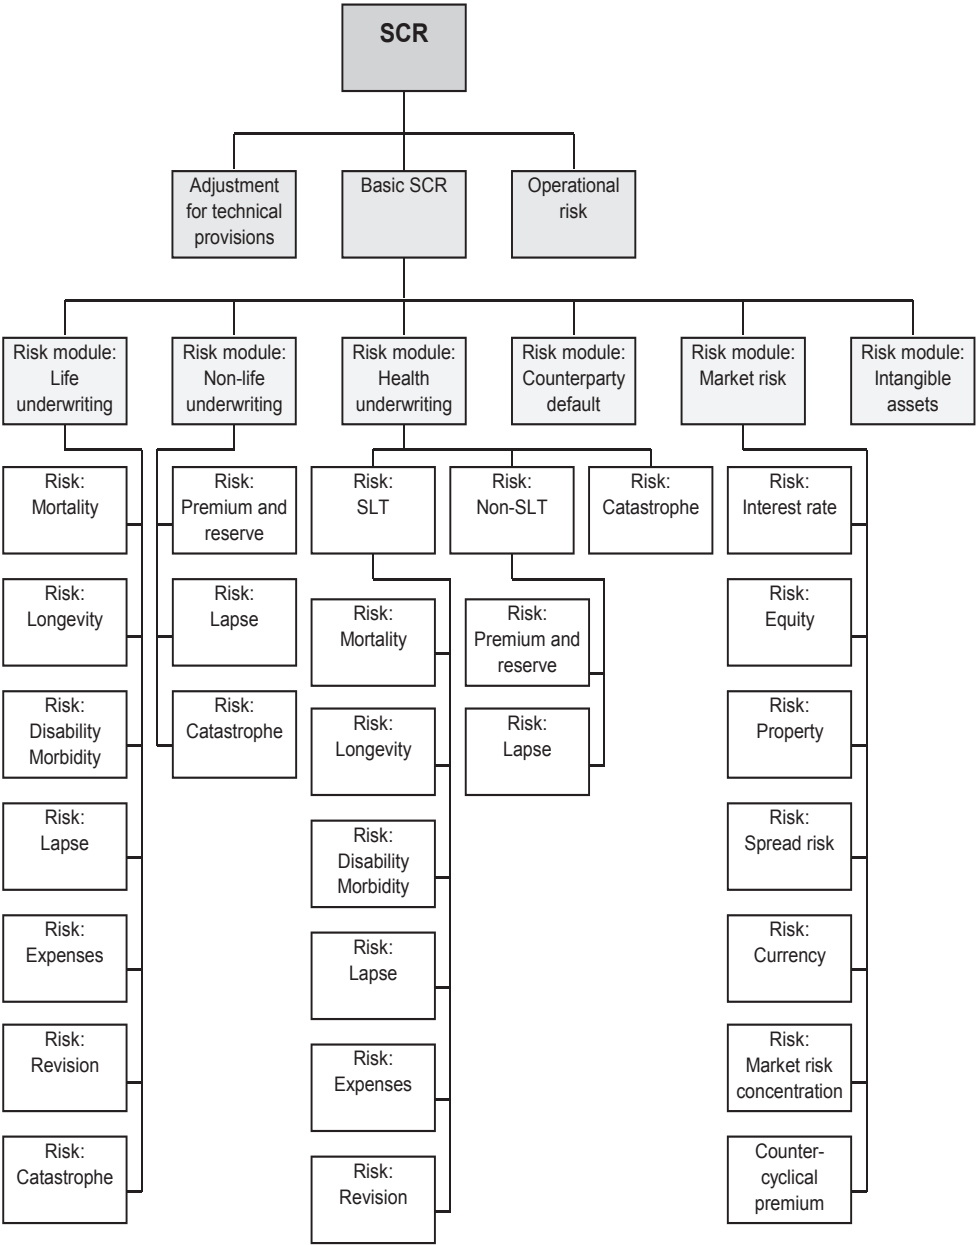 SCR
Adjustment
for technical
provisions
Basic SCR
Operational
risk
Risk module:
Life
underwriting
Risk module:
Non-life
underwriting
Risk module:
Health
underwriting
Risk module:
Counterparty
default
Risk module:
Market risk
Risk module:
Intangible
assets
Risk:
Mortality
Risk:
Longevity
Risk:
Disability
Morbidity
Risk:
Lapse
Risk:
Expenses
Risk:
Revision
Risk:
Catastrophe
Risk:
Premium and
reserve
Risk:
Lapse
Risk:
Catastrophe
Risk:
SLT
Risk:
Mortality
Risk:
Longevity
Risk:
Disability
Morbidity
Risk:
Lapse
Risk:
Expenses
Risk:
Revision
Risk:
Non-SLT
Risk:
Premium and
reserve
Risk:
Lapse
Risk:
Catastrophe
Risk:
Interest rate
Risk:
Equity
Risk:
Property
Risk:
Spread risk
Risk:
Currency
Risk:
Market risk
concentration
Counter-
cyclical
premium